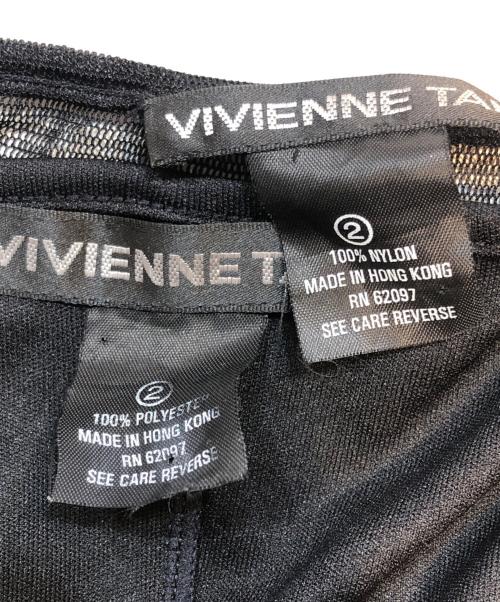 VIVIENNE TA
②
100% NYLON
MADE IN HONG KONG
RN 62097
SEE CARE REVERSE
VIVIENNE TA
②
100% POLYESTER
MADE IN HONG KONG
RN 62097
SEE CARE REVERSE